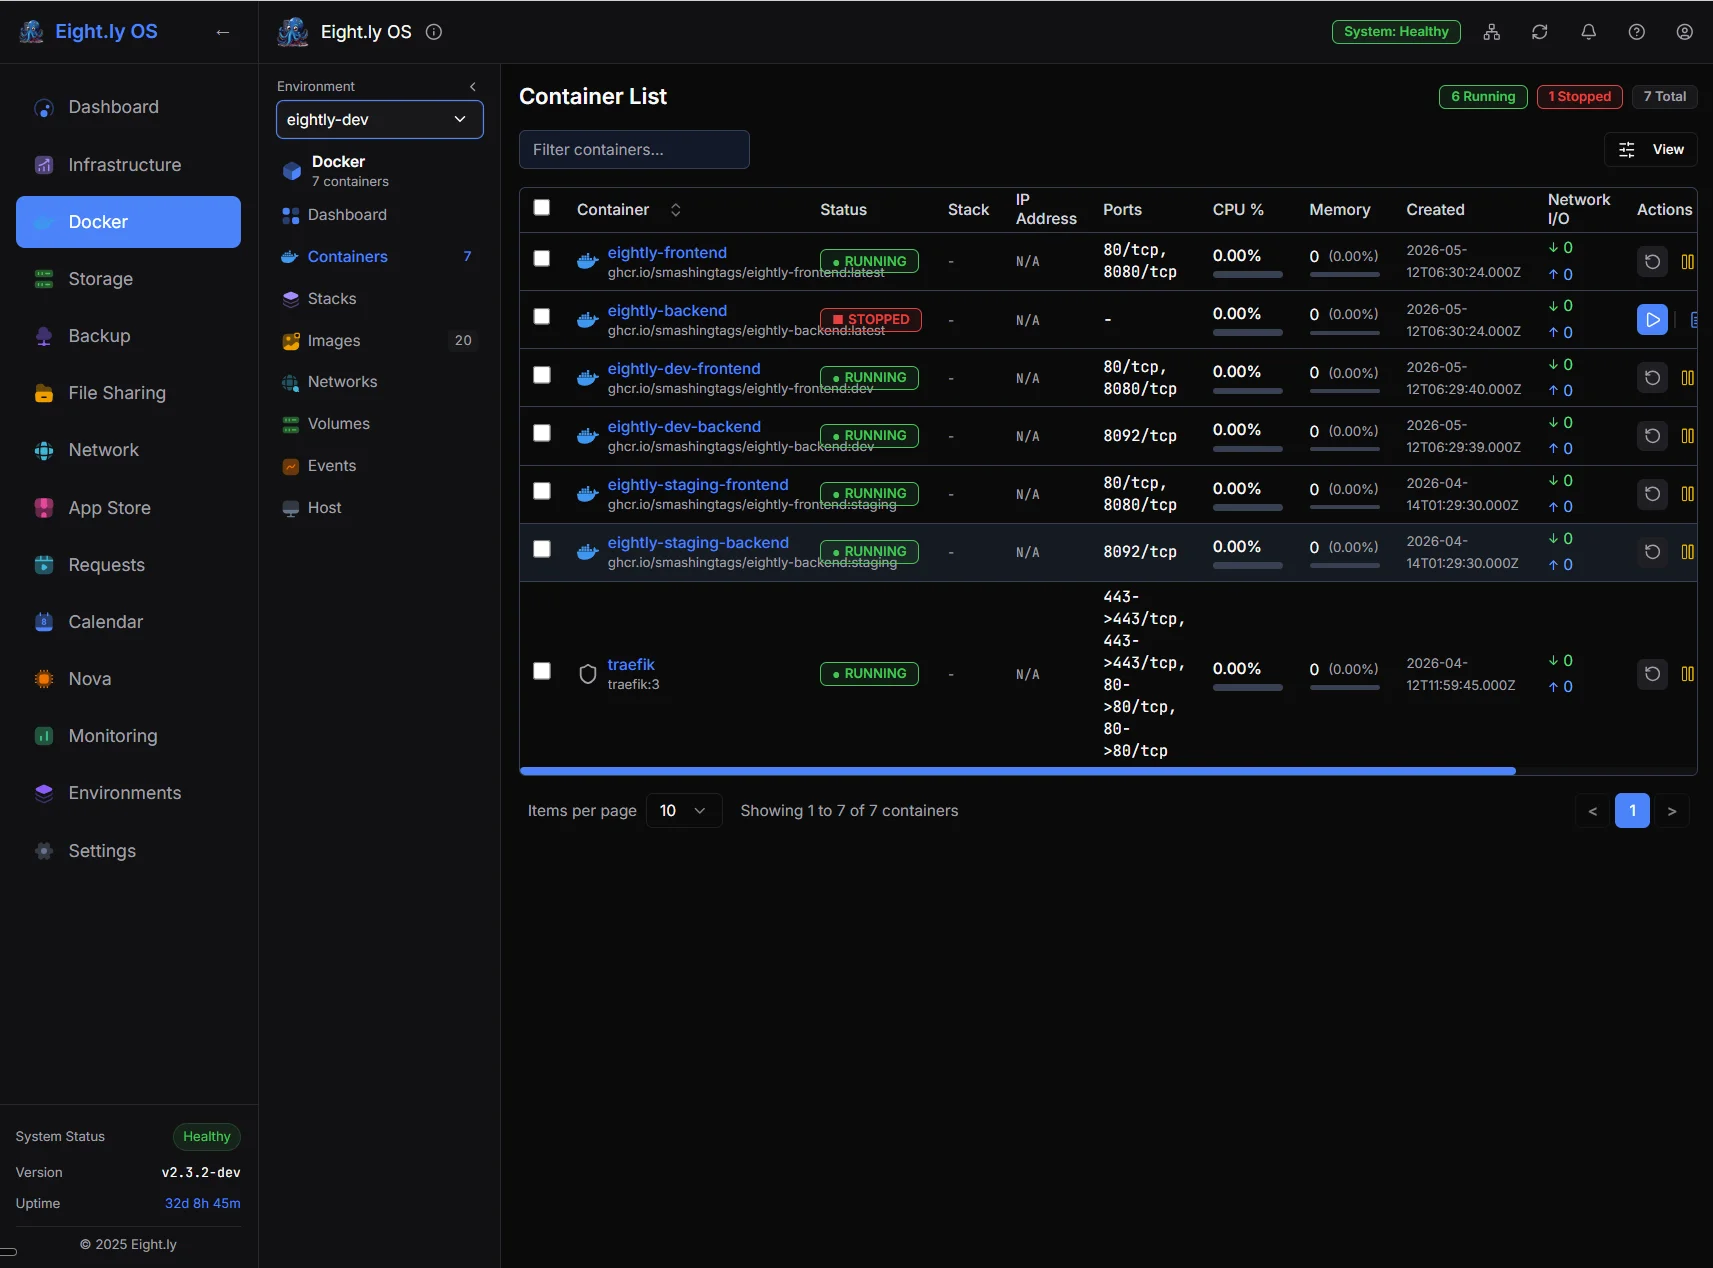 Eight.ly OS
←
Eight.ly OS
System: Healthy
Dashboard
Infrastructure
Docker
Storage
Backup
File Sharing
Network
App Store
Requests
Calendar
Nova
Monitoring
Environments
Settings
System Status Healthy
Version v2.3.2-dev
Uptime 32d 8h 45m
© 2025 Eight.ly
Environment
eightly-dev
Docker
7 containers
Dashboard
Containers 7
Stacks
Images 20
Networks
Volumes
Events
Host
Container List
6 Running 1 Stopped 7 Total
Filter containers...
View
Container Status Stack IP Address Ports CPU % Memory Created Network I/O Actions
eightly-frontend
ghcr.io/smashingtags/eightly-frontend:latest
RUNNING
-
N/A
80/tcp,
8080/tcp
0.00%
0 (0.00%)
2026-05-
12T06:30:24.000Z
↓ 0
↑ 0
eightly-backend
ghcr.io/smashingtags/eightly-backend:latest
STOPPED
-
N/A
-
0.00%
0 (0.00%)
2026-05-
12T06:30:24.000Z
↓ 0
↑ 0
eightly-dev-frontend
ghcr.io/smashingtags/eightly-frontend:dev
RUNNING
-
N/A
80/tcp,
8080/tcp
0.00%
0 (0.00%)
2026-05-
12T06:29:40.000Z
↓ 0
↑ 0
eightly-dev-backend
ghcr.io/smashingtags/eightly-backend:dev
RUNNING
-
N/A
8092/tcp
0.00%
0 (0.00%)
2026-05-
12T06:29:39.000Z
↓ 0
↑ 0
eightly-staging-frontend
ghcr.io/smashingtags/eightly-frontend:staging
RUNNING
-
N/A
80/tcp,
8080/tcp
0.00%
0 (0.00%)
2026-04-
14T01:29:30.000Z
↓ 0
↑ 0
eightly-staging-backend
ghcr.io/smashingtags/eightly-backend:staging
RUNNING
-
N/A
8092/tcp
0.00%
0 (0.00%)
2026-04-
14T01:29:30.000Z
↓ 0
↑ 0
traefik
traefik:3
RUNNING
-
N/A
443-
>443/tcp,
443-
>443/tcp,
80-
>80/tcp,
80-
>80/tcp
0.00%
0 (0.00%)
2026-04-
12T11:59:45.000Z
↓ 0
↑ 0
Items per page 10 Showing 1 to 7 of 7 containers
< 1 >